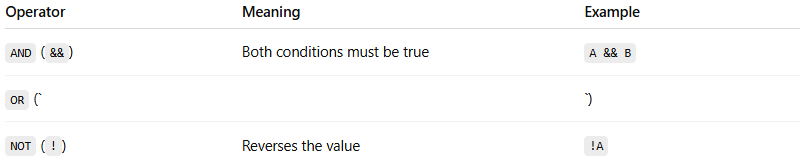 Operator Meaning Example
AND ( && ) Both conditions must be true A && B
OR (` `)
NOT ( ! ) Reverses the value !A